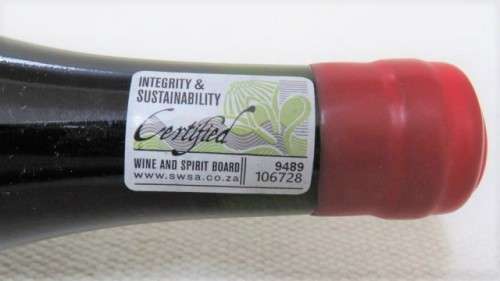 INTEGRITY &
SUSTAINABILITY
Certified
WINE AND SPIRIT BOARD 9489
www.swsa.co.za 106728